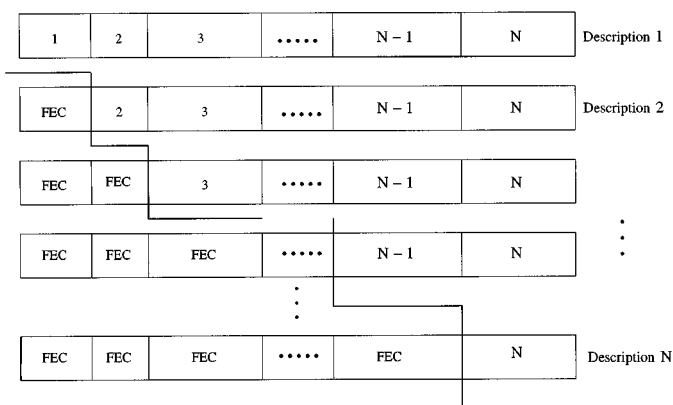 1 2 3 ..... N – 1 N Description 1
FEC 2 3 ..... N – 1 N Description 2
FEC FEC 3 ..... N – 1 N
FEC FEC FEC ..... N – 1 N
FEC FEC FEC ..... FEC N Description N